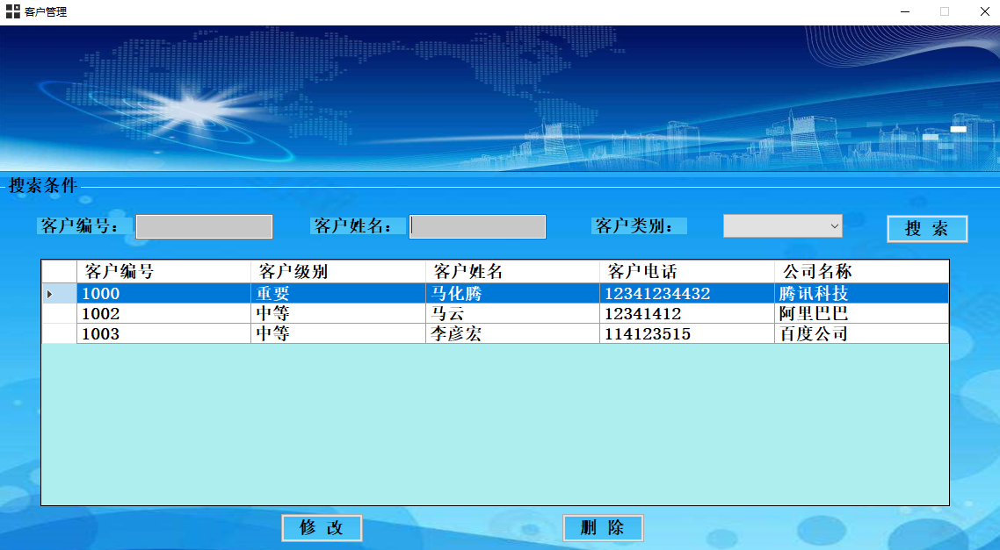 客户管理
搜索条件
客户编号： 客户姓名： 客户类别： 搜 索
客户编号 客户级别 客户姓名 客户电话 公司名称
1000 重要 马化腾 12341234432 腾讯科技
1002 中等 马云 12341412 阿里巴巴
1003 中等 李彦宏 114123515 百度公司
修 改 删 除